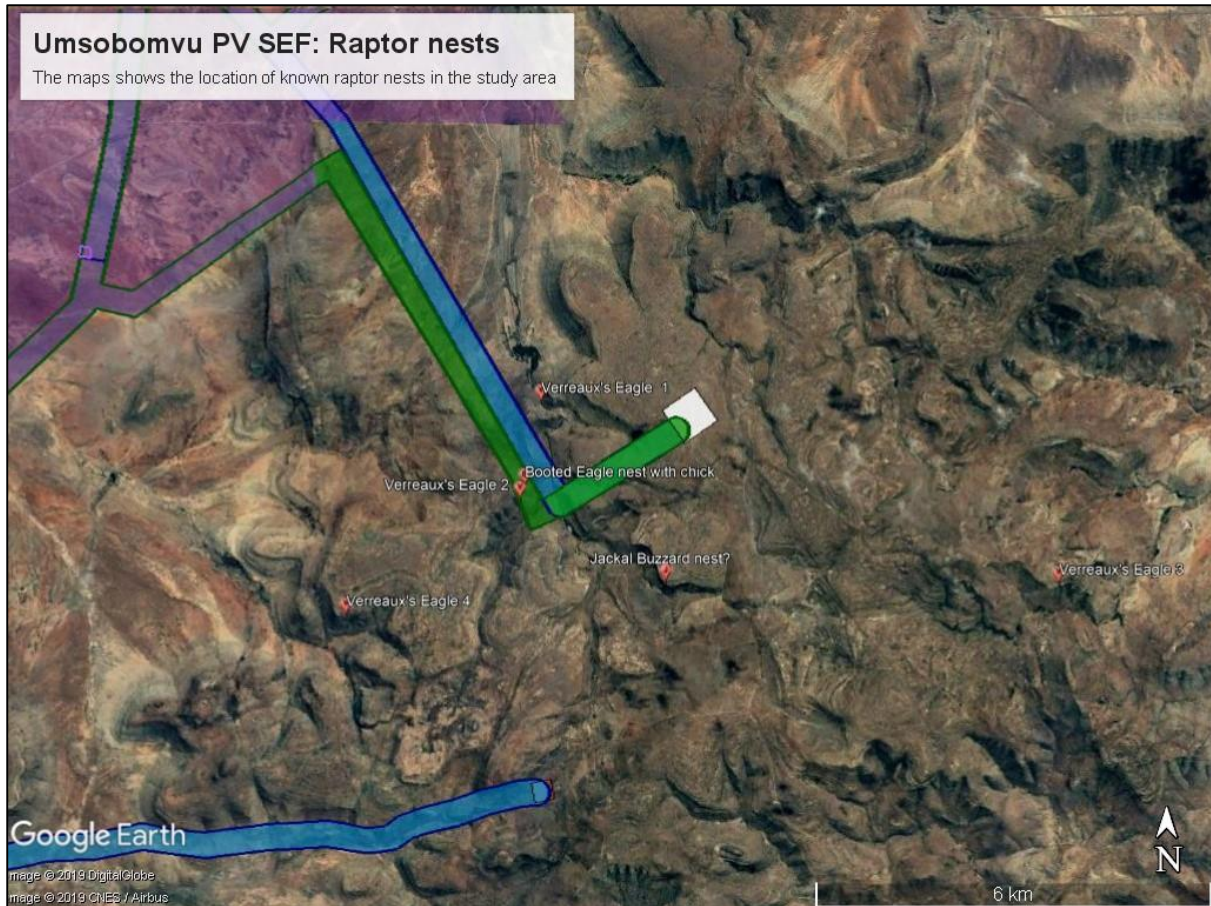 Umsobomvu PV SEF: Raptor nests
The maps shows the location of known raptor nests in the study area
Verreaux's Eagle 1
Booted Eagle nest with chick
Verreaux's Eagle 2
Jackal Buzzard nest?
Verreaux's Eagle 3
Verreaux's Eagle 4
Google Earth
mage © 2019 DigitalGlobe
mage © 2019 CNES / Airbus
N
6 km